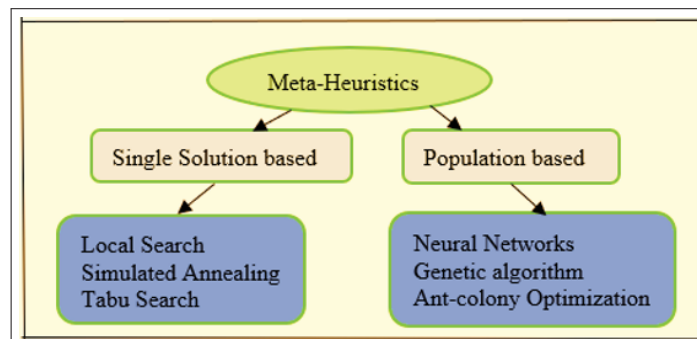 Meta-Heuristics
Single Solution based
Population based
Local Search
Simulated Annealing
Tabu Search
Neural Networks
Genetic algorithm
Ant-colony Optimization